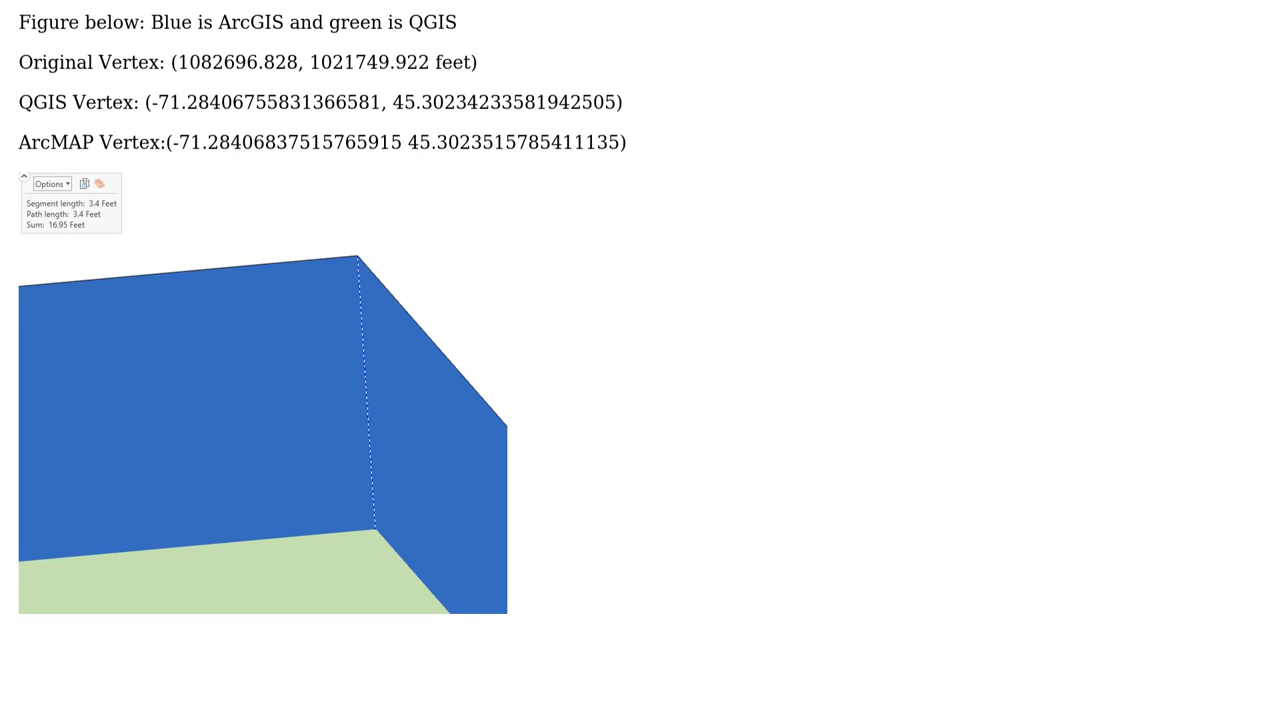 Figure below: Blue is ArcGIS and green is QGIS
Original Vertex: (1082696.828, 1021749.922 feet)
QGIS Vertex: (-71.28406755831366581, 45.30234233581942505)
ArcMAP Vertex:(-71.28406837515765915 45.3023515785411135)
Options
Segment length: 3.4 Feet
Path length: 3.4 Feet
Sum: 16.95 Feet